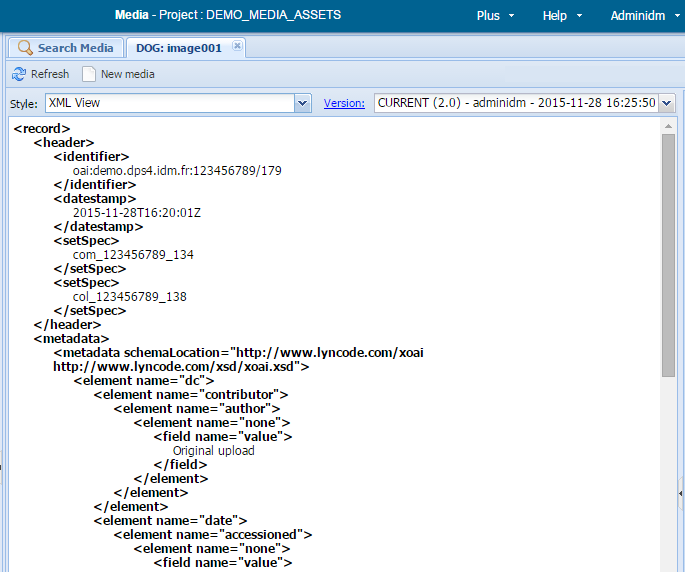 Media - Project : DEMO_MEDIA_ASSETS Plus Help Adminidm
Search Media DOG: image001
Refresh New media
Style: XML View Version: CURRENT (2.0) - adminidm - 2015-11-28 16:25:50
<record>
<header>
<identifier>
oai:demo.dps4.idm.fr:123456789/179
</identifier>
<datestamp>
2015-11-28T16:20:01Z
</datestamp>
<setSpec>
com_123456789_134
</setSpec>
<setSpec>
col_123456789_138
</setSpec>
</header>
<metadata>
<metadata schemaLocation="http://www.lyncode.com/xoai
http://www.lyncode.com/xsd/xoai.xsd">
<element name="dc">
<element name="contributor">
<element name="author">
<element name="none">
<field name="value">
Original upload
</field>
</element>
</element>
</element>
<element name="date">
<element name="accessioned">
<element name="none">
<field name="value">